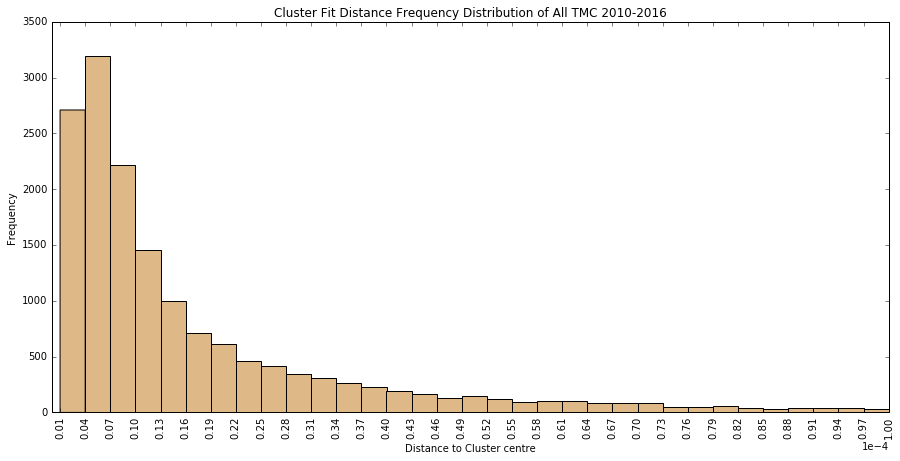 Cluster Fit Distance Frequency Distribution of All TMC 2010-2016
3500
3000
2500
2000
1500
1000
500
0
Frequency
0.01 0.04 0.07 0.10 0.13 0.16 0.19 0.22 0.25 0.28 0.31 0.34 0.37 0.40 0.43 0.46 0.49 0.52 0.55 0.58 0.61 0.64 0.67 0.70 0.73 0.76 0.79 0.82 0.85 0.88 0.91 0.94 0.97 1.00
1e−4
Distance to Cluster centre